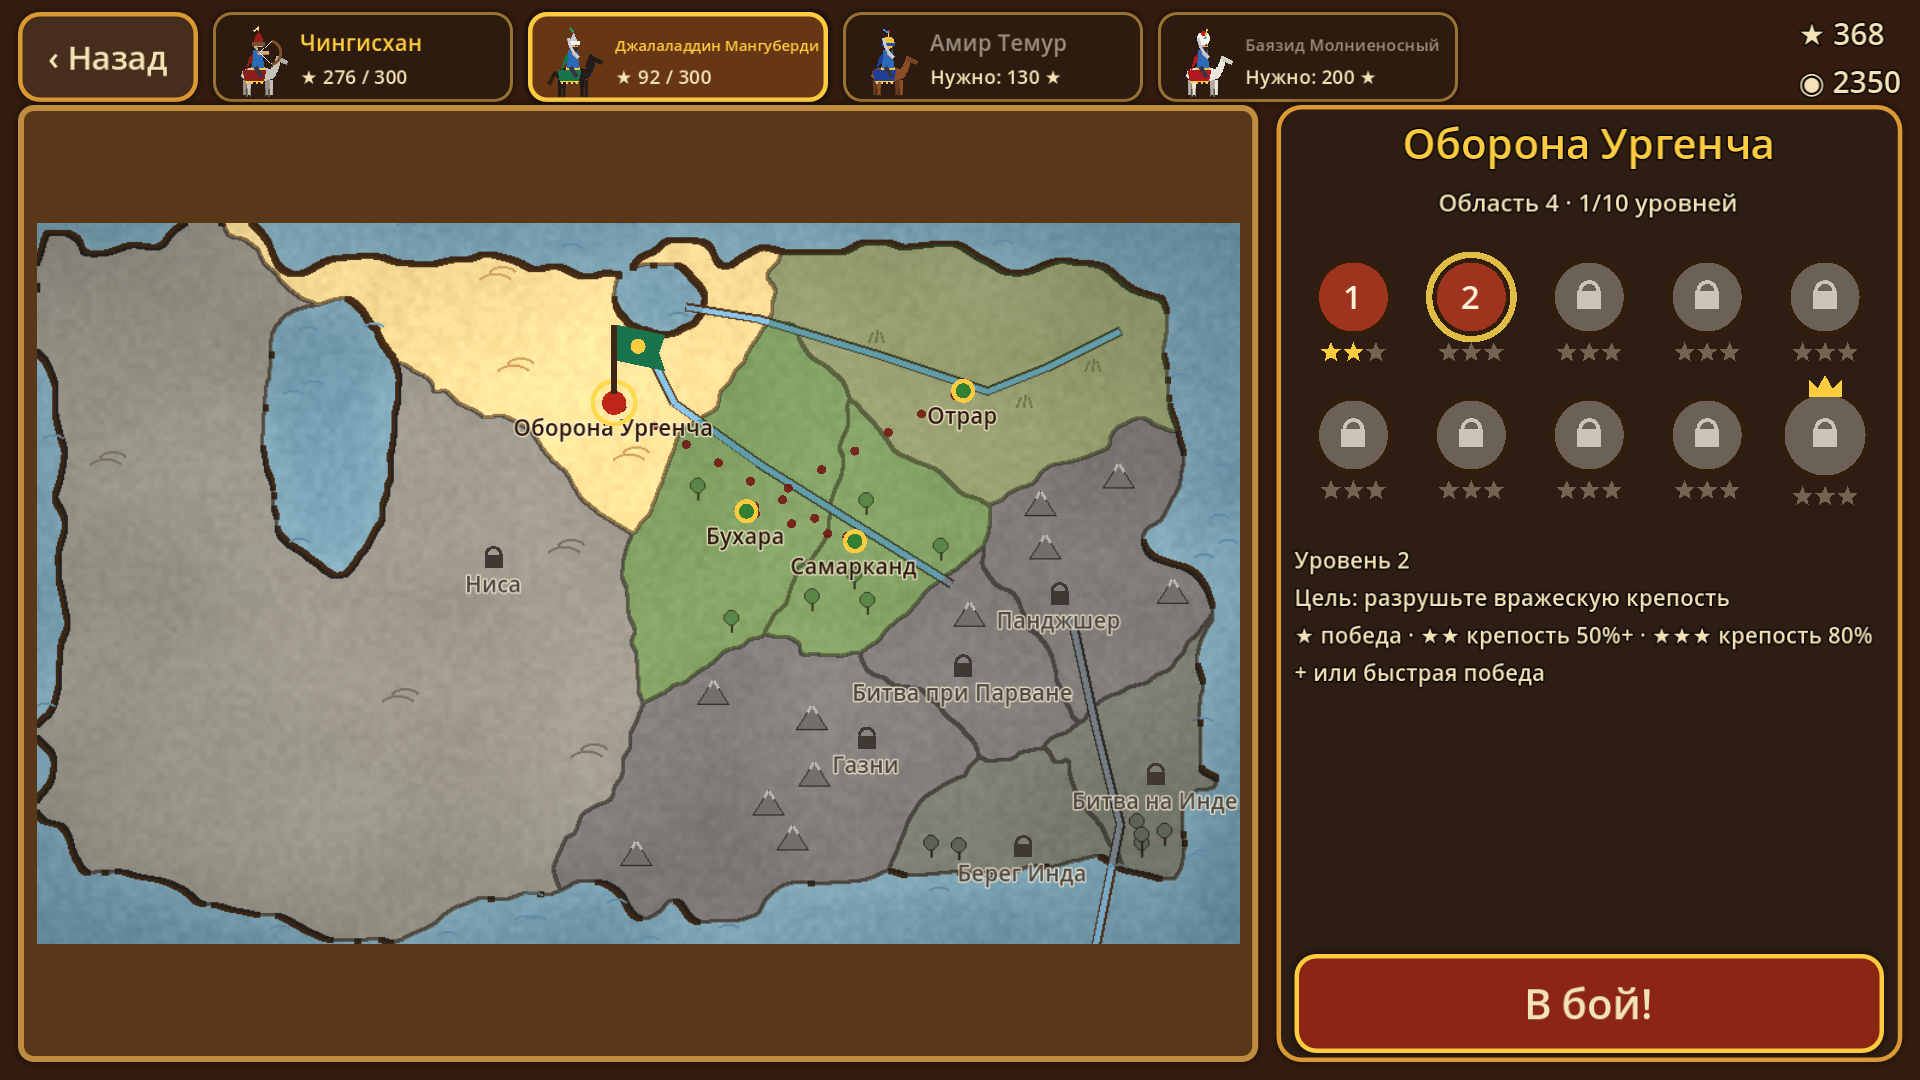 ‹ Назад
Чингисхан
★ 276 / 300
Джалаладдин Мангуберди
★ 92 / 300
Амир Темур
Нужно: 130 ★
Баязид Молниеносный
Нужно: 200 ★
★ 368
◉ 2350
Оборона Ургенча
Область 4 · 1/10 уровней
1
2
Уровень 2
Цель: разрушьте вражескую крепость
★ победа · ★★ крепость 50%+ · ★★★ крепость 80%
+ или быстрая победа
В бой!
Отрар
Оборона Ургенча
Бухара
Самарканд
Ниса
Панджшер
Битва при Парване
Газни
Битва на Инде
Берег Инда